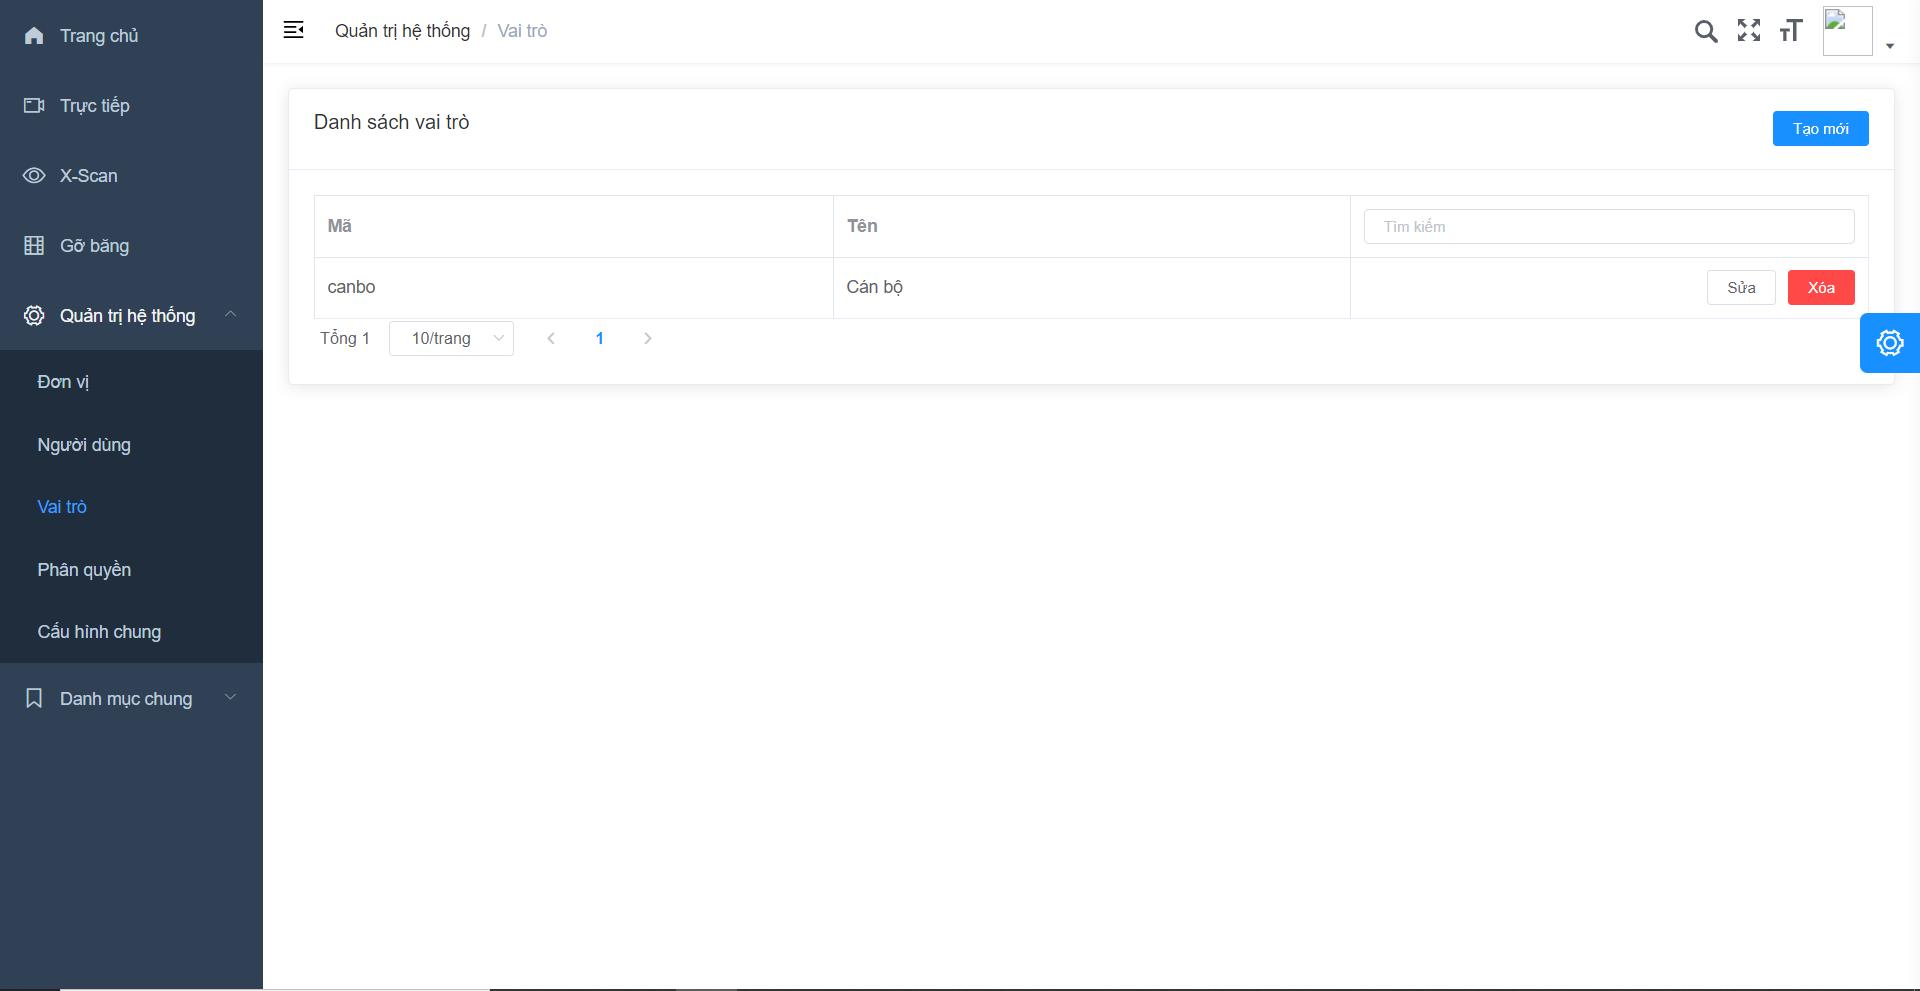 Trang chủ
Trực tiếp
X-Scan
Gỡ băng
Quản trị hệ thống
Đơn vị
Người dùng
Vai trò
Phân quyền
Cấu hình chung
Danh mục chung
Quản trị hệ thống / Vai trò
Danh sách vai trò
Tạo mới
Mã Tên Tìm kiếm
canbo Cán bộ Sửa Xóa
Tổng 1 10/trang 1